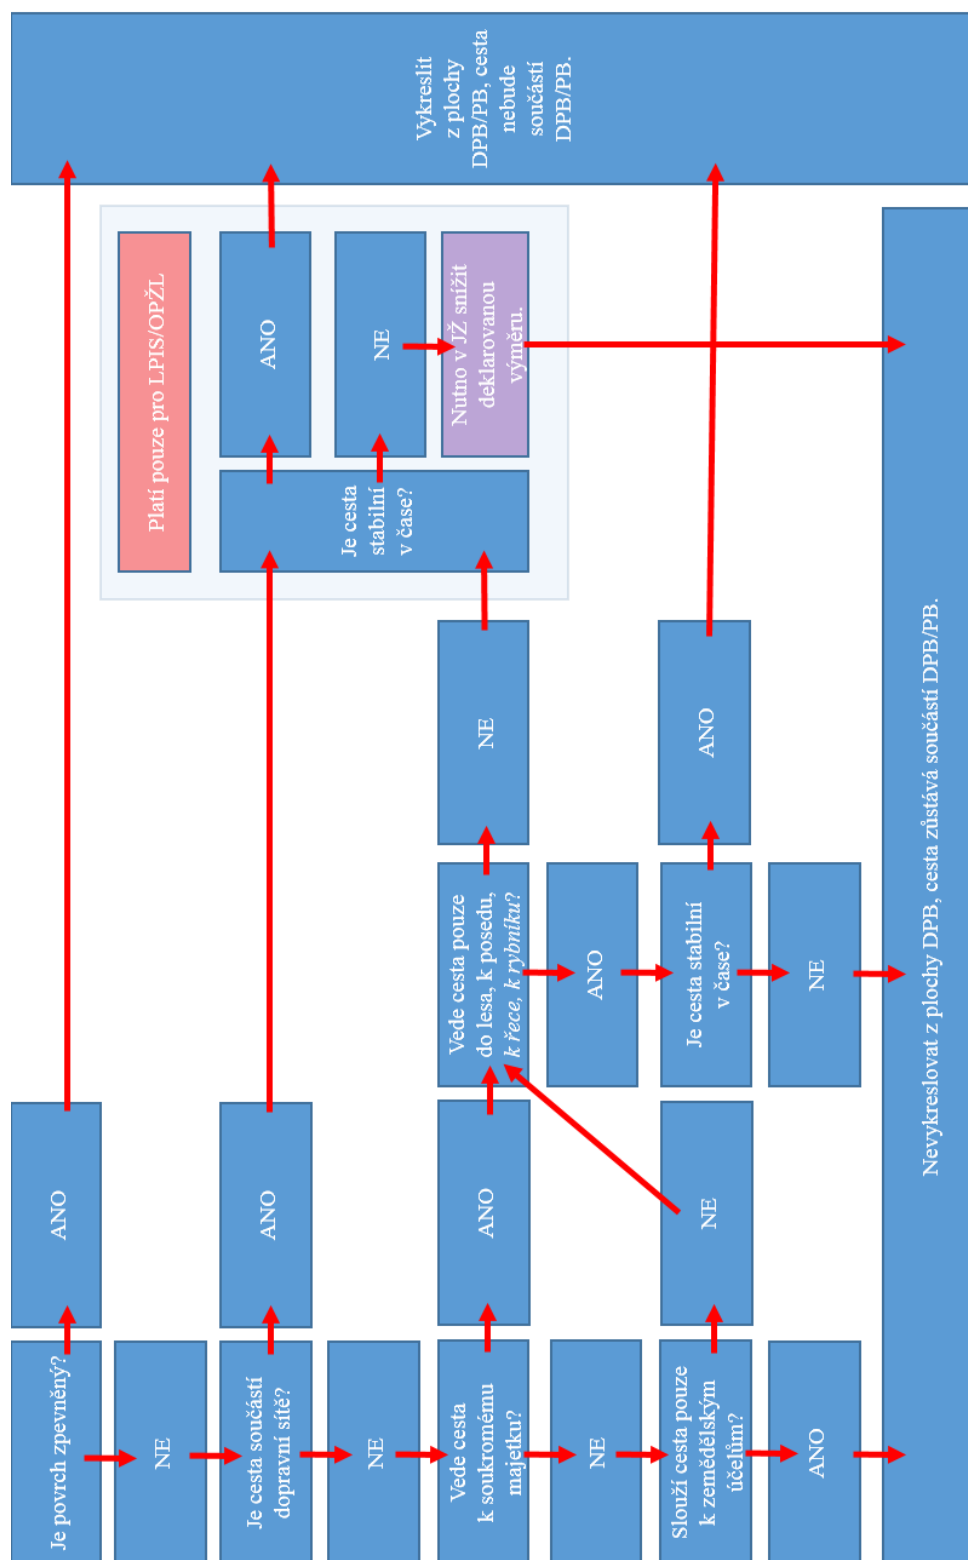 Je povrch zpevněný?
ANO
NE
Je cesta součástí
dopravní sítě?
ANO
NE
Vede cesta
k soukromému
majetku?
ANO
NE
Slouží cesta pouze
k zemědělským
účelům?
NE
ANO
Vede cesta pouze
do lesa, k posedu,
k řece, k rybníku?
NE
ANO
Je cesta stabilní
v čase?
ANO
NE
Platí pouze pro LPIS/OPŽL
Je cesta
stabilní
v čase?
ANO
NE
Nutno v JŽ snížit
deklarovanou
výměru.
Vykreslit
z plochy
DPB/PB, cesta
nebude
součástí
DPB/PB.
Nevykreslovat z plochy DPB, cesta zůstává součástí DPB/PB.